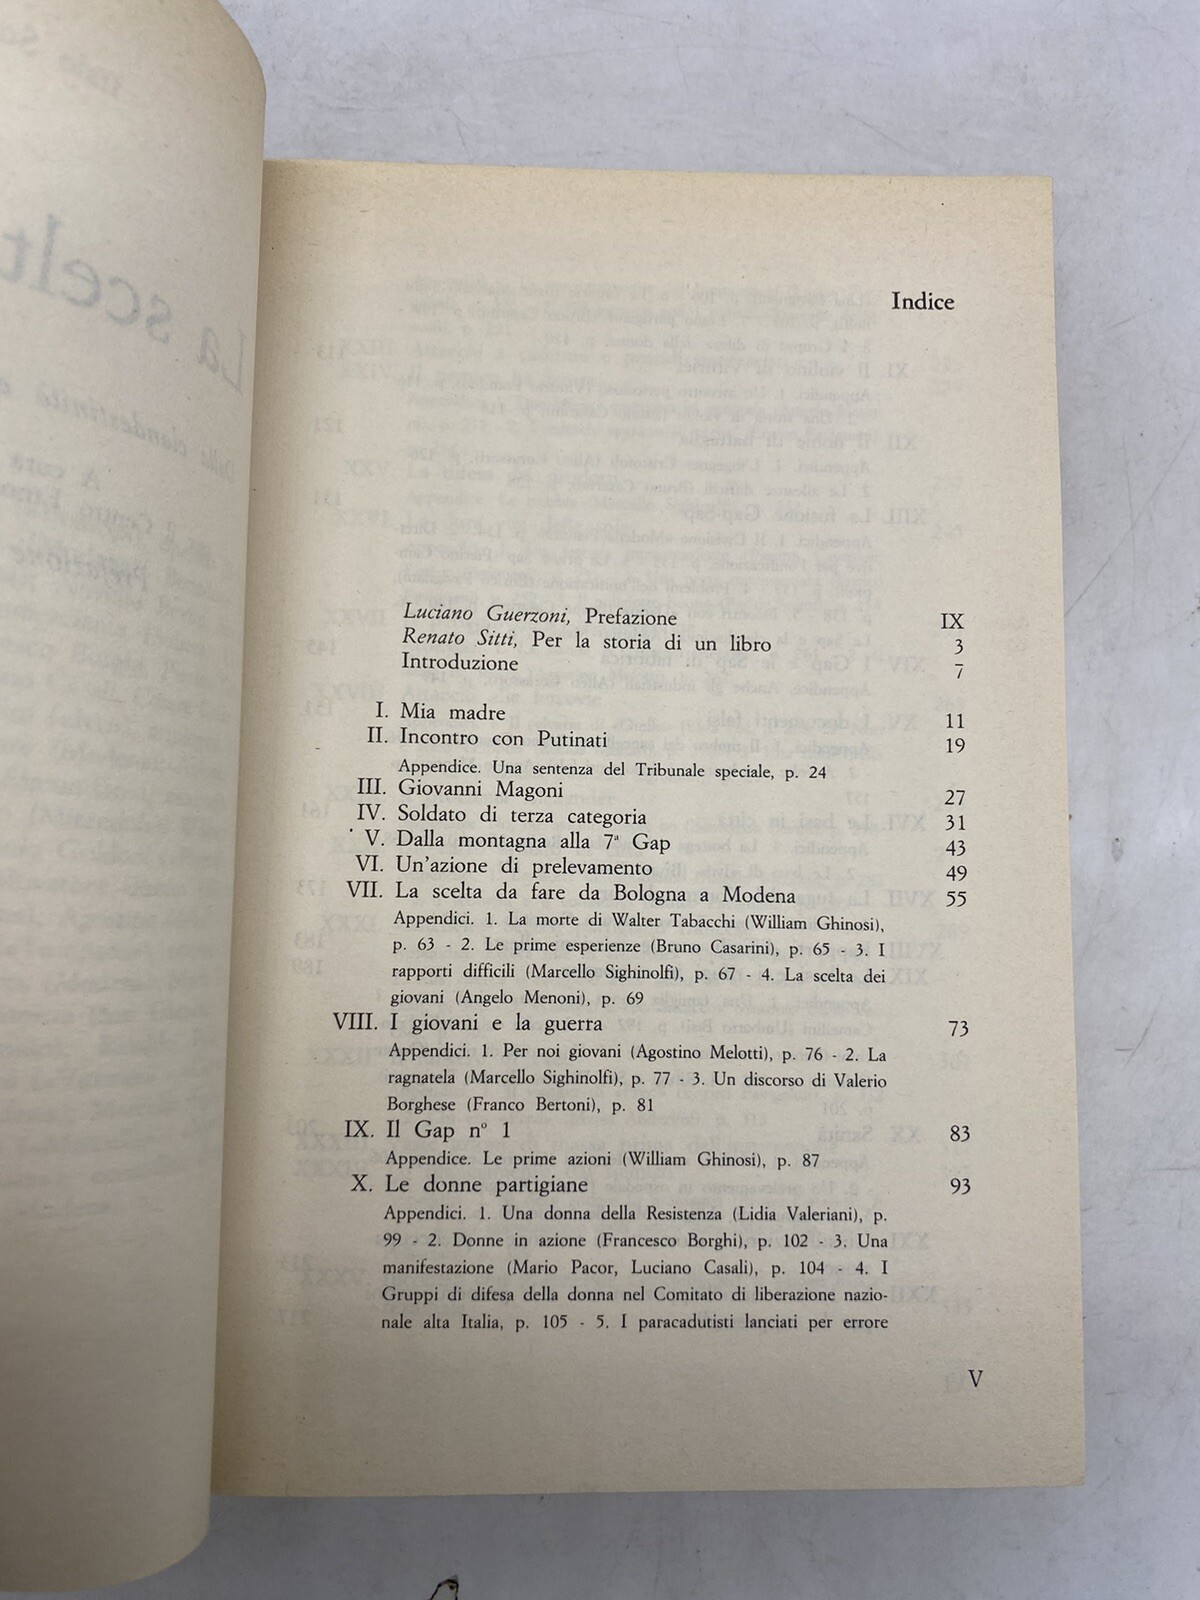 Indice
Luciano Guerzoni, Prefazione IX
Renato Sitti, Per la storia di un libro 3
Introduzione 7
I. Mia madre 11
II. Incontro con Putinati 19
Appendice. Una sentenza del Tribunale speciale, p. 24
III. Giovanni Magoni 27
IV. Soldato di terza categoria 31
V. Dalla montagna alla 7ª Gap 43
VI. Un'azione di prelevamento 49
VII. La scelta da fare da Bologna a Modena 55
Appendici. 1. La morte di Walter Tabacchi (William Ghinosi),
p. 63 - 2. Le prime esperienze (Bruno Casarini), p. 65 - 3. I
rapporti difficili (Marcello Sighinolfi), p. 67 - 4. La scelta dei
giovani (Angelo Menoni), p. 69
VIII. I giovani e la guerra 73
Appendici. 1. Per noi giovani (Agostino Melotti), p. 76 - 2. La
ragnatela (Marcello Sighinolfi), p. 77 - 3. Un discorso di Valerio
Borghese (Franco Bertoni), p. 81
IX. Il Gap nº 1 83
Appendice. Le prime azioni (William Ghinosi), p. 87
X. Le donne partigiane 93
Appendici. 1. Una donna della Resistenza (Lidia Valeriani), p.
99 - 2. Donne in azione (Francesco Borghi), p. 102 - 3. Una
manifestazione (Mario Pacor, Luciano Casali), p. 104 - 4. I
Gruppi di difesa della donna nel Comitato di liberazione nazio-
nale alta Italia, p. 105 - 5. I paracadutisti lanciati per errore
V